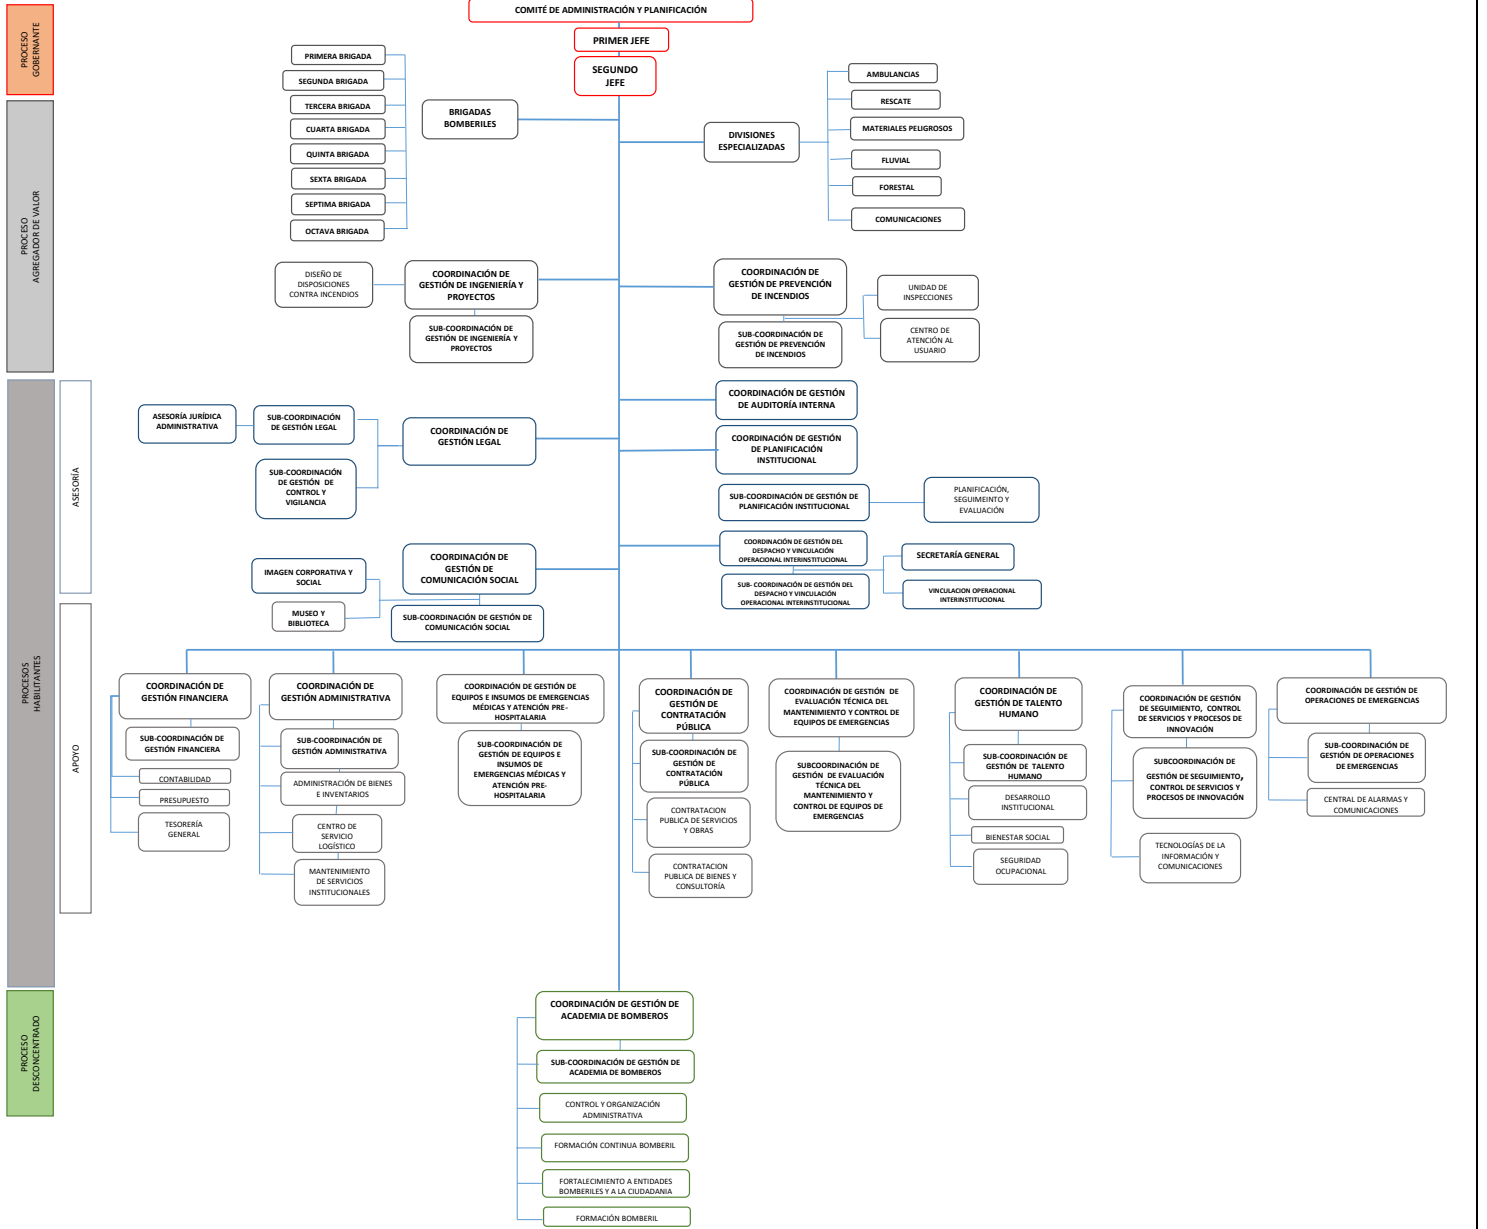 COMITÉ DE ADMINISTRACIÓN Y PLANIFICACIÓN
PRIMER JEFE
SEGUNDO
JEFE
PROCESO
GOBERNANTE
PROCESO
AGREGADOR DE VALOR
PRIMERA BRIGADA
SEGUNDA BRIGADA
TERCERA BRIGADA
CUARTA BRIGADA
QUINTA BRIGADA
SEXTA BRIGADA
SEPTIMA BRIGADA
OCTAVA BRIGADA
BRIGADAS
BOMBERILES
DIVISIONES
ESPECIALIZADAS
AMBULANCIAS
RESCATE
MATERIALES PELIGROSOS
FLUVIAL
FORESTAL
COMUNICACIONES
DISEÑO DE
DISPOSICIONES
CONTRA INCENDIOS
COORDINACIÓN DE
GESTIÓN DE INGENIERÍA Y
PROYECTOS
SUB-COORDINACIÓN DE
GESTIÓN DE INGENIERÍA Y
PROYECTOS
COORDINACIÓN DE
GESTIÓN DE PREVENCIÓN
DE INCENDIOS
SUB-COORDINACIÓN DE
GESTIÓN DE PREVENCIÓN
DE INCENDIOS
UNIDAD DE
INSPECCIONES
CENTRO DE
ATENCIÓN AL
USUARIO
PROCESOS
HABILITANTES
ASESORÍA
ASESORÍA JURÍDICA
ADMINISTRATIVA
SUB-COORDINACIÓN
DE GESTIÓN LEGAL
SUB-COORDINACIÓN
DE GESTIÓN DE
CONTROL Y
VIGILANCIA
COORDINACIÓN DE
GESTIÓN LEGAL
COORDINACIÓN DE GESTIÓN
DE AUDITORÍA INTERNA
COORDINACIÓN DE GESTIÓN
DE PLANIFICACIÓN
INSTITUCIONAL
SUB-COORDINACIÓN DE GESTIÓN DE
PLANIFICACIÓN INSTITUCIONAL
PLANIFICACIÓN,
SEGUIMEINTO Y
EVALUACIÓN
IMAGEN CORPORATIVA Y
SOCIAL
MUSEO Y
BIBLIOTECA
COORDINACIÓN DE
GESTIÓN DE
COMUNICACIÓN SOCIAL
SUB-COORDINACIÓN DE GESTIÓN DE
COMUNICACIÓN SOCIAL
COORDINACIÓN DE GESTIÓN DEL
DESPACHO Y VINCULACIÓN
OPERACIONAL INTERINSTITUCIONAL
SUB- COORDINACIÓN DE GESTIÓN DEL
DESPACHO Y VINCULACIÓN
OPERACIONAL INTERINSTITUCIONAL
SECRETARÍA GENERAL
VINCULACION OPERACIONAL
INTERINSTITUCIONAL
APOYO
COORDINACIÓN DE
GESTIÓN FINANCIERA
SUB-COORDINACIÓN DE
GESTIÓN FINANCIERA
CONTABILIDAD
PRESUPUESTO
TESORERÍA
GENERAL
COORDINACIÓN DE
GESTIÓN ADMINISTRATIVA
SUB-COORDINACIÓN DE
GESTIÓN ADMINISTRATIVA
ADMINISTRACIÓN DE BIENES
E INVENTARIOS
CENTRO DE
SERVICIO
LOGÍSTICO
MANTENIMIENTO
DE SERVICIOS
INSTITUCIONALES
COORDINACIÓN DE GESTIÓN DE
EQUIPOS E INSUMOS DE EMERGENCIAS
MÉDICAS Y ATENCIÓN PRE-
HOSPITALARIA
SUB-COORDINACIÓN DE
GESTIÓN DE EQUIPOS E
INSUMOS DE
EMERGENCIAS MÉDICAS Y
ATENCIÓN PRE-
HOSPITALARIA
COORDINACIÓN DE
GESTIÓN DE
CONTRATACIÓN
PÚBLICA
SUB-COORDINACIÓN DE
GESTIÓN DE
CONTRATACIÓN
PÚBLICA
CONTRATACION
PUBLICA DE SERVICIOS
Y OBRAS
CONTRATACION
PUBLICA DE BIENES Y
CONSULTORÍA
COORDINACIÓN DE GESTIÓN DE
EVALUACIÓN TÉCNICA DEL
MANTENIMIENTO Y CONTROL DE
EQUIPOS DE EMERGENCIAS
SUBCOORDINACIÓN DE
GESTIÓN DE EVALUACIÓN
TÉCNICA DEL
MANTENIMIENTO Y
CONTROL DE EQUIPOS DE
EMERGENCIAS
COORDINACIÓN DE
GESTIÓN DE TALENTO
HUMANO
SUB-COORDINACIÓN DE
GESTIÓN DE TALENTO
HUMANO
DESARROLLO
INSTITUCIONAL
BIENESTAR SOCIAL
SEGURIDAD
OCUPACIONAL
COORDINACIÓN DE GESTIÓN
DE SEGUIMIENTO, CONTROL
DE SERVICIOS Y PROCESOS DE
INNOVACIÓN
SUBCOORDINACIÓN DE
GESTIÓN DE SEGUIMIENTO,
CONTROL DE SERVICIOS Y
PROCESOS DE INNOVACIÓN
TECNOLOGÍAS DE LA
INFORMACIÓN Y
COMUNICACIONES
COORDINACIÓN DE GESTIÓN DE
OPERACIONES DE EMERGENCIAS
SUB-COORDINACIÓN DE
GESTIÓN DE OPERACIONES
DE EMERGENCIAS
CENTRAL DE ALARMAS Y
COMUNICACIONES
PROCESO
DESCONCENTRADO
COORDINACIÓN DE GESTIÓN DE
ACADEMIA DE BOMBEROS
SUB-COORDINACIÓN DE GESTIÓN DE
ACADEMIA DE BOMBEROS
CONTROL Y ORGANIZACIÓN
ADMINISTRATIVA
FORMACIÓN CONTINUA BOMBERIL
FORTALECIMIENTO A ENTIDADES
BOMBERILES Y A LA CIUDADANIA
FORMACIÓN BOMBERIL